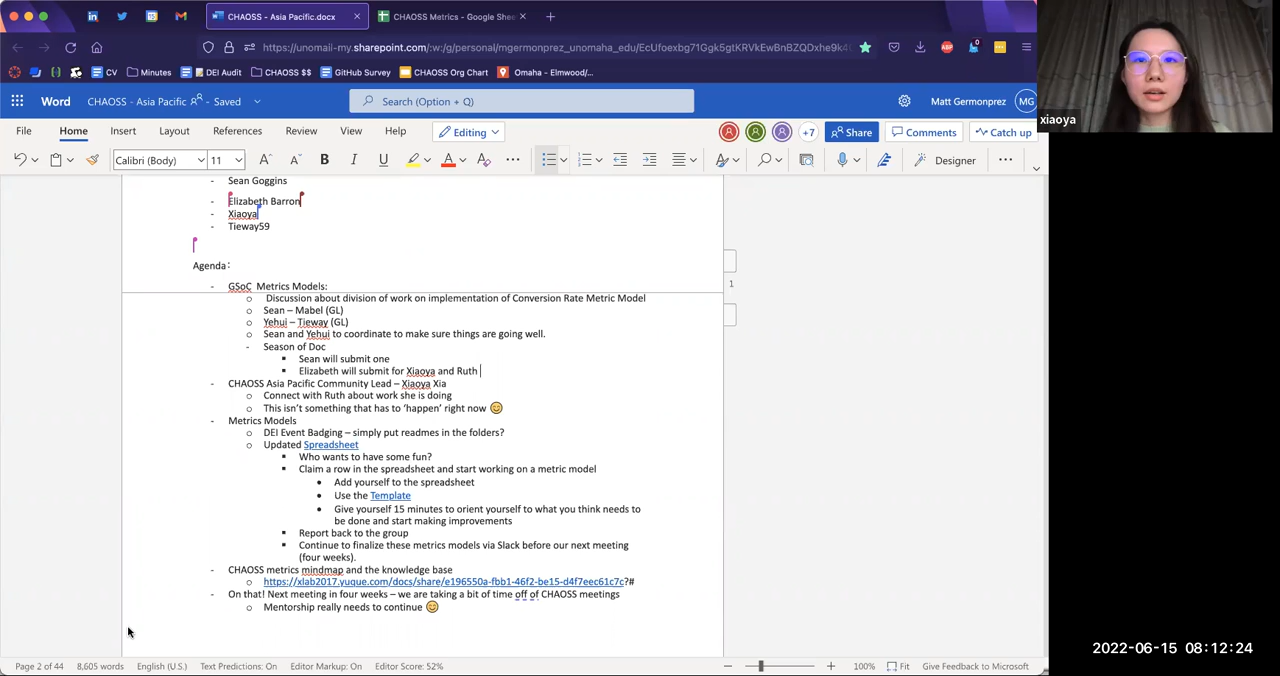 CHAOSS - Asia Pacific.docx
CHAOSS Metrics - Google Shee
https://unomail-my.sharepoint.com/:w:/g/personal/mgermonprez_unomaha_edu/
CV
Minutes
DEI Audit
CHAOSS $$
GitHub Survey
CHAOSS Org Chart
Omaha - Elmwood/...
xiaoya
Word
CHAOSS - Asia Pacific - Saved
Search (Option + Q)
Matt Germonprez
MG
File
Home
Insert
Layout
References
Review
View
Help
Editing
+7
Share
Comments
Catch up
Calibri (Body)
11
B
I
U
Designer
- Sean Goggins
- Elizabeth Barron
- Xiaoya
- Tieway59
Agenda:
- GSoC Metrics Models:
o Discussion about division of work on implementation of Conversion Rate Metric Model
o Sean – Mabel (GL)
o Yehui – Tieway (GL)
o Sean and Yehui to coordinate to make sure things are going well.
- Season of Doc
▪ Sean will submit one
▪ Elizabeth will submit for Xiaoya and Ruth
- CHAOSS Asia Pacific Community Lead – Xiaoya Xia
o Connect with Ruth about work she is doing
o This isn't something that has to 'happen' right now 😊
- Metrics Models
o DEI Event Badging – simply put readmes in the folders?
o Updated Spreadsheet
▪ Who wants to have some fun?
▪ Claim a row in the spreadsheet and start working on a metric model
• Add yourself to the spreadsheet
• Use the Template
• Give yourself 15 minutes to orient yourself to what you think needs to
be done and start making improvements
▪ Report back to the group
▪ Continue to finalize these metrics models via Slack before our next meeting
(four weeks).
- CHAOSS metrics mindmap and the knowledge base
o https://xlab2017.yuque.com/docs/share/e196550a-fbb1-46f2-be15-d4f7eec61c7c?#
- On that! Next meeting in four weeks – we are taking a bit of time off of CHAOSS meetings
o Mentorship really needs to continue 😊
1
Page 2 of 44
8,605 words
English (U.S.)
Text Predictions: On
Editor Markup: On
Editor Score: 52%
100%
Fit
Give Feedback to Microsoft
2022-06-15 08:12:24